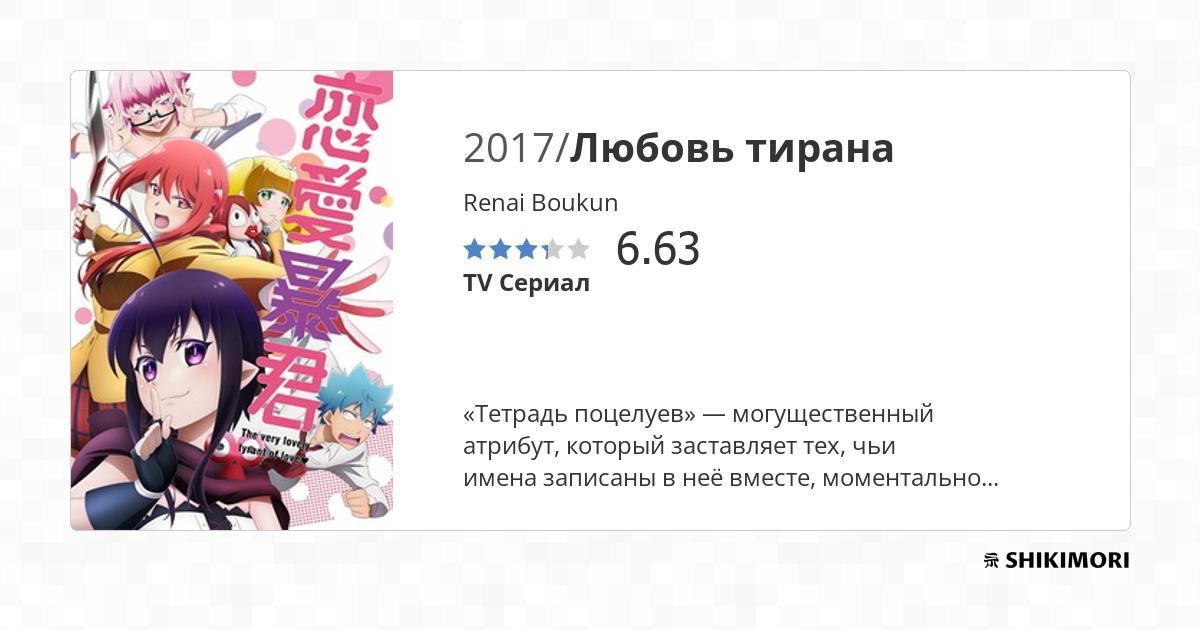 恋愛暴君
The very lovely
tyrant of love♥
2017/Любовь тирана
Renai Boukun
6.63
TV Сериал
«Тетрадь поцелуев» — могущественный
атрибут, который заставляет тех, чьи
имена записаны в неё вместе, моментально...
SHIKIMORI